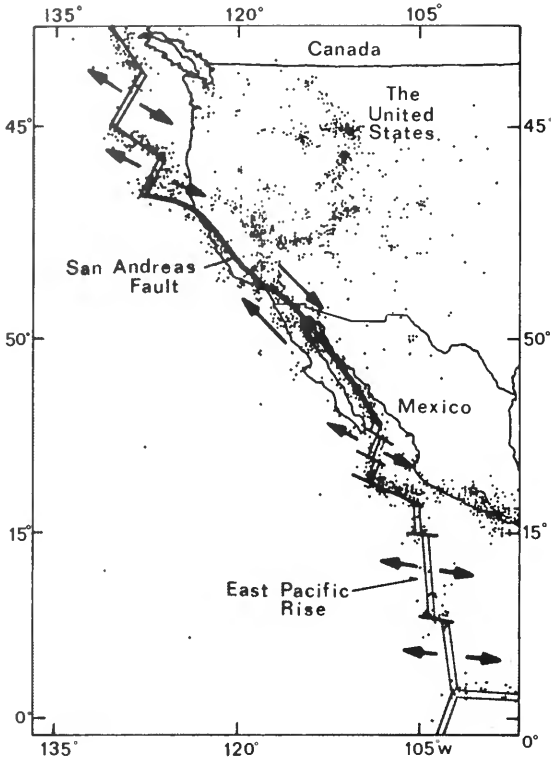 135° 120° 105°
Canada
The
United
States
45° 45°
San Andreas
Fault
50° 50°
Mexico
15° 15°
East Pacific
Rise
0° 0°
135° 120° 105°W